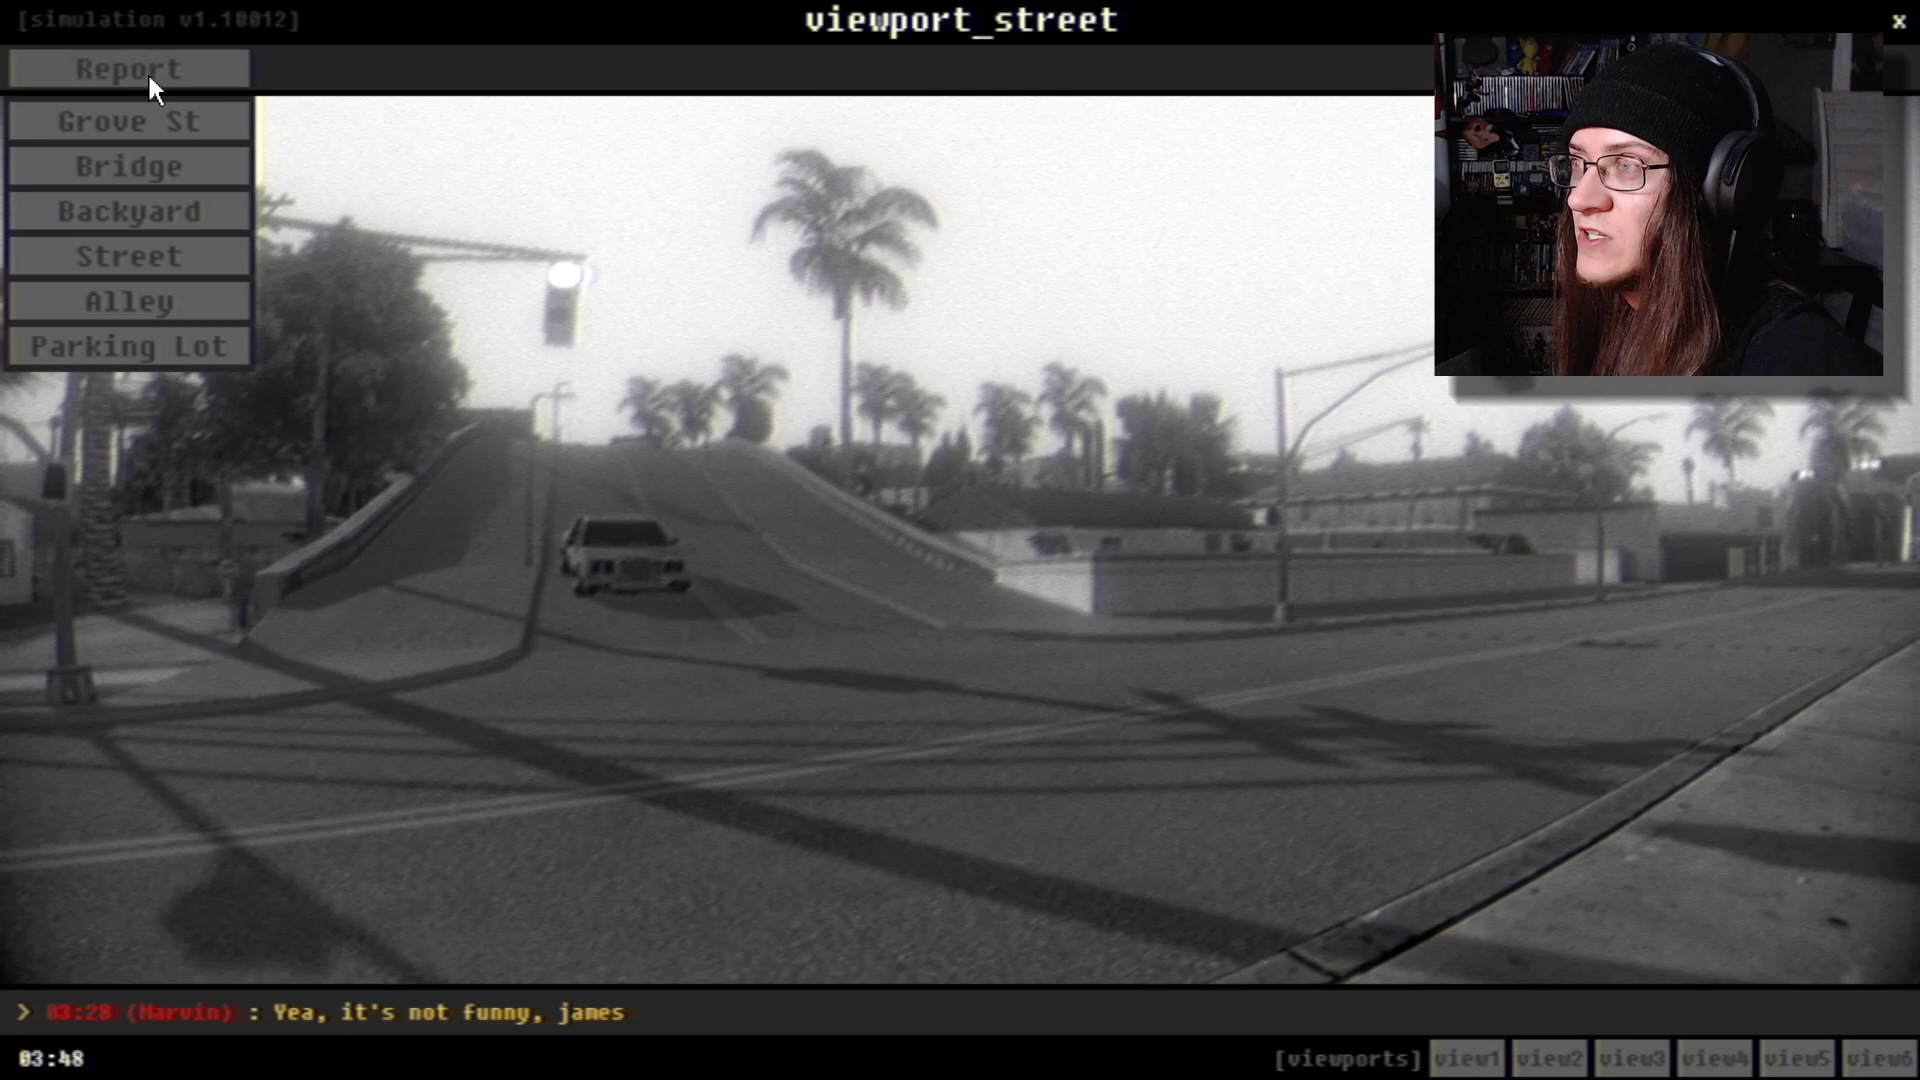 [simulation v1.10012]
viewport_street
x
Report
Grove St
Bridge
Backyard
Street
Alley
Parking Lot
> 03:28 (Marvin) : Yea, it's not funny, james
03:48
[viewports] view1 view2 view3 view4 view5 view6